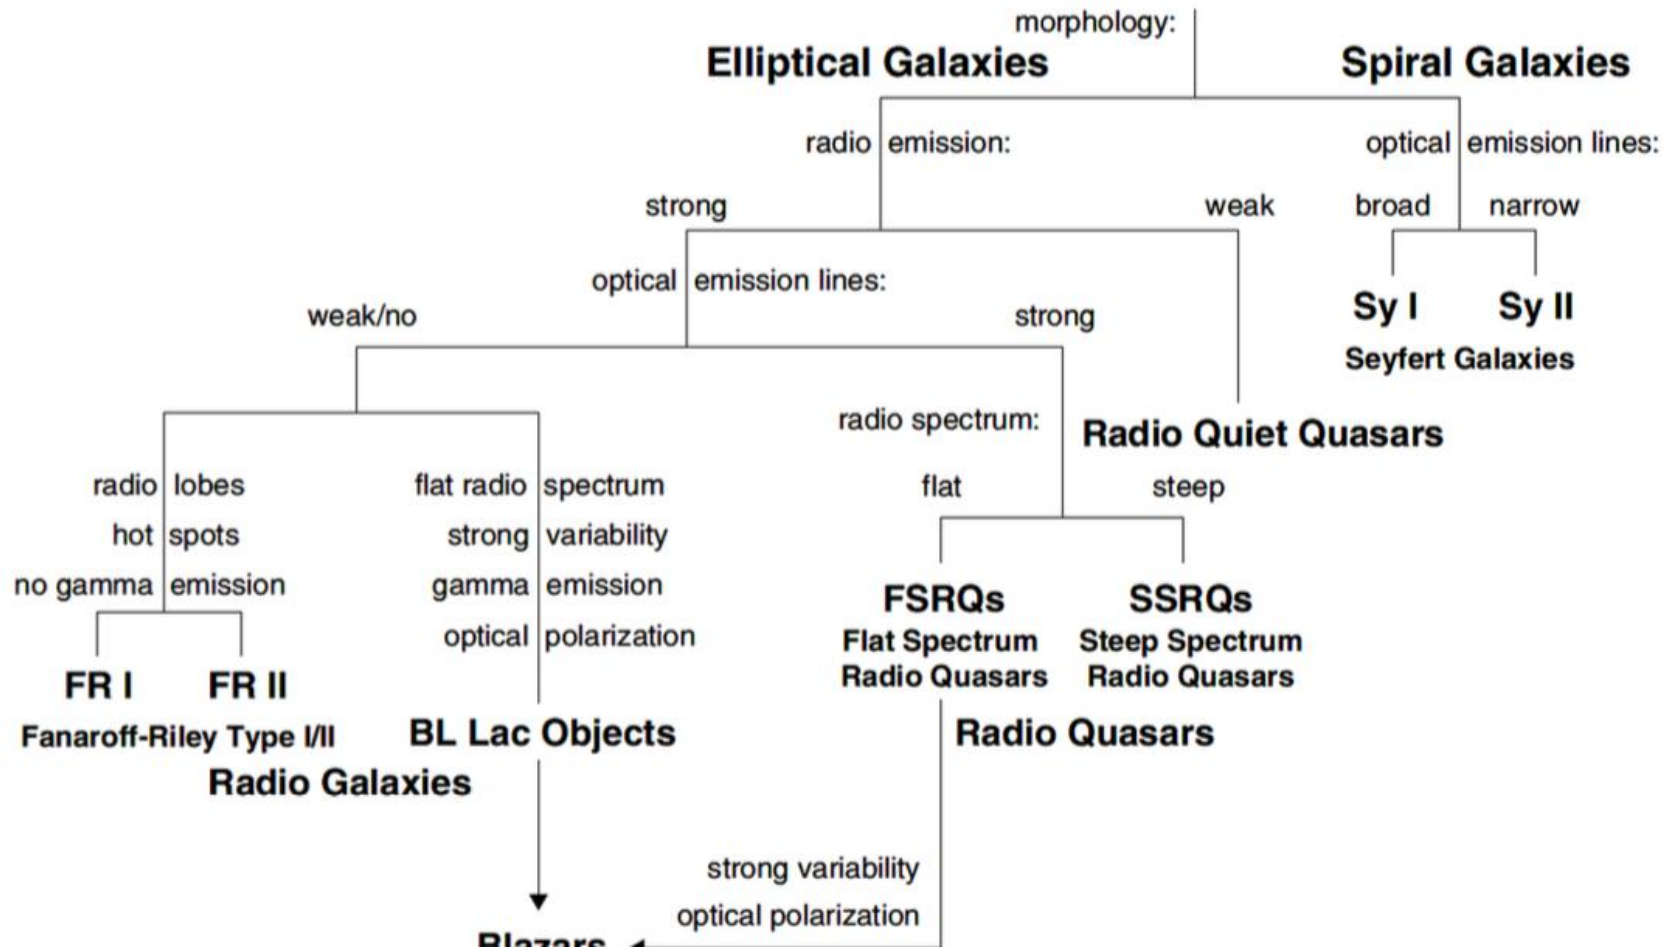 morphology:
Elliptical Galaxies Spiral Galaxies
radio emission: optical emission lines:
strong weak broad narrow
optical emission lines:
weak/no strong
Sy I Sy II
Seyfert Galaxies
radio spectrum:
Radio Quiet Quasars
radio lobes flat radio spectrum flat steep
hot spots strong variability
no gamma emission gamma emission
FSRQs SSRQs
optical polarization Flat Spectrum Steep Spectrum
Radio Quasars Radio Quasars
FR I FR II
Fanaroff-Riley Type I/II BL Lac Objects Radio Quasars
Radio Galaxies
strong variability
optical polarization
Blazars